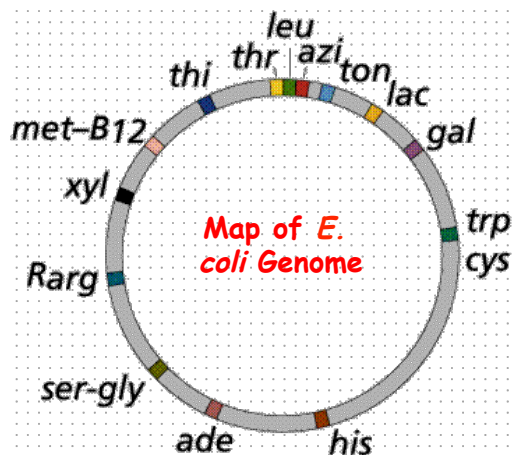 leu
thr
azi
ton
lac
gal
trp
cys
his
ade
ser-gly
Rarg
xyl
met–B12
thi
Map of E.
coli Genome